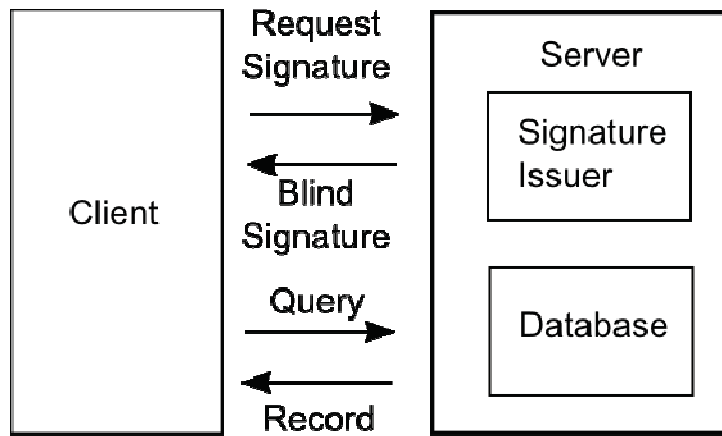 Client
Request
Signature
Blind
Signature
Query
Record
Server
Signature
Issuer
Database